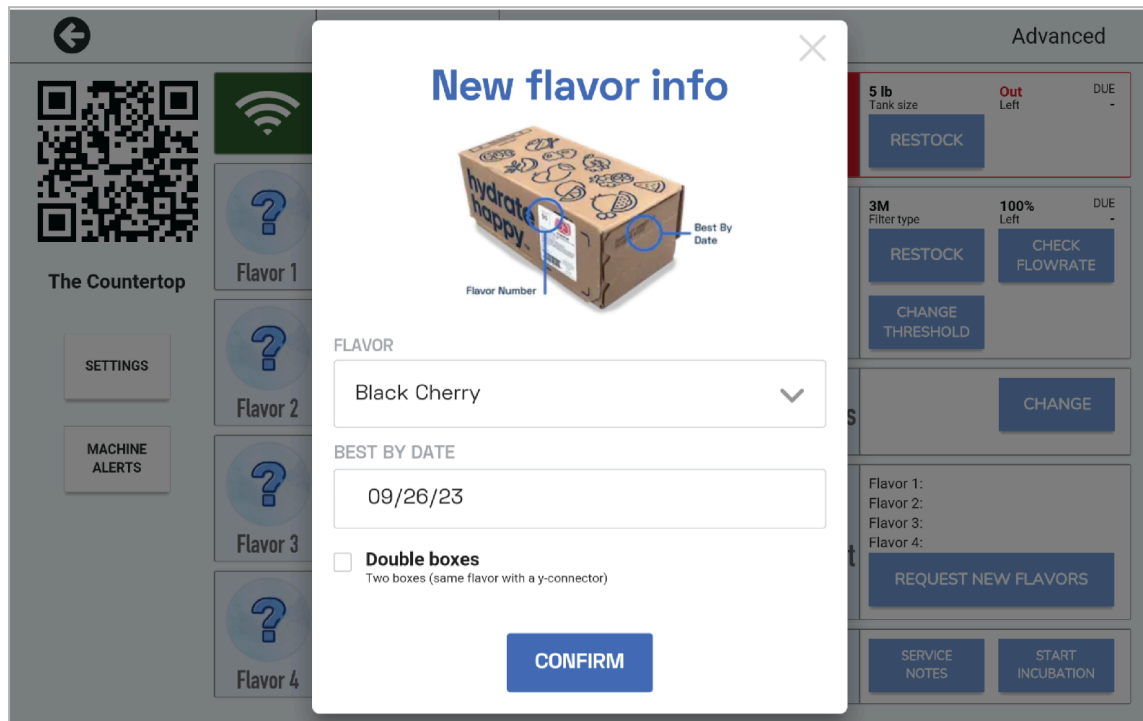 Advanced
The Countertop
SETTINGS
MACHINE
ALERTS
Flavor 1
Flavor 2
Flavor 3
Flavor 4
New flavor info
hydrate
happy.
Best By
Date
Flavor Number
FLAVOR
Black Cherry
BEST BY DATE
09/26/23
Double boxes
Two boxes (same flavor with a y-connector)
CONFIRM
5 lb Out DUE
Tank size Left -
RESTOCK
3M 100% DUE
Filter type Left -
RESTOCK
CHECK
FLOWRATE
CHANGE
THRESHOLD
s
CHANGE
Flavor 1:
Flavor 2:
Flavor 3:
Flavor 4:
t
REQUEST NEW FLAVORS
SERVICE
NOTES
START
INCUBATION